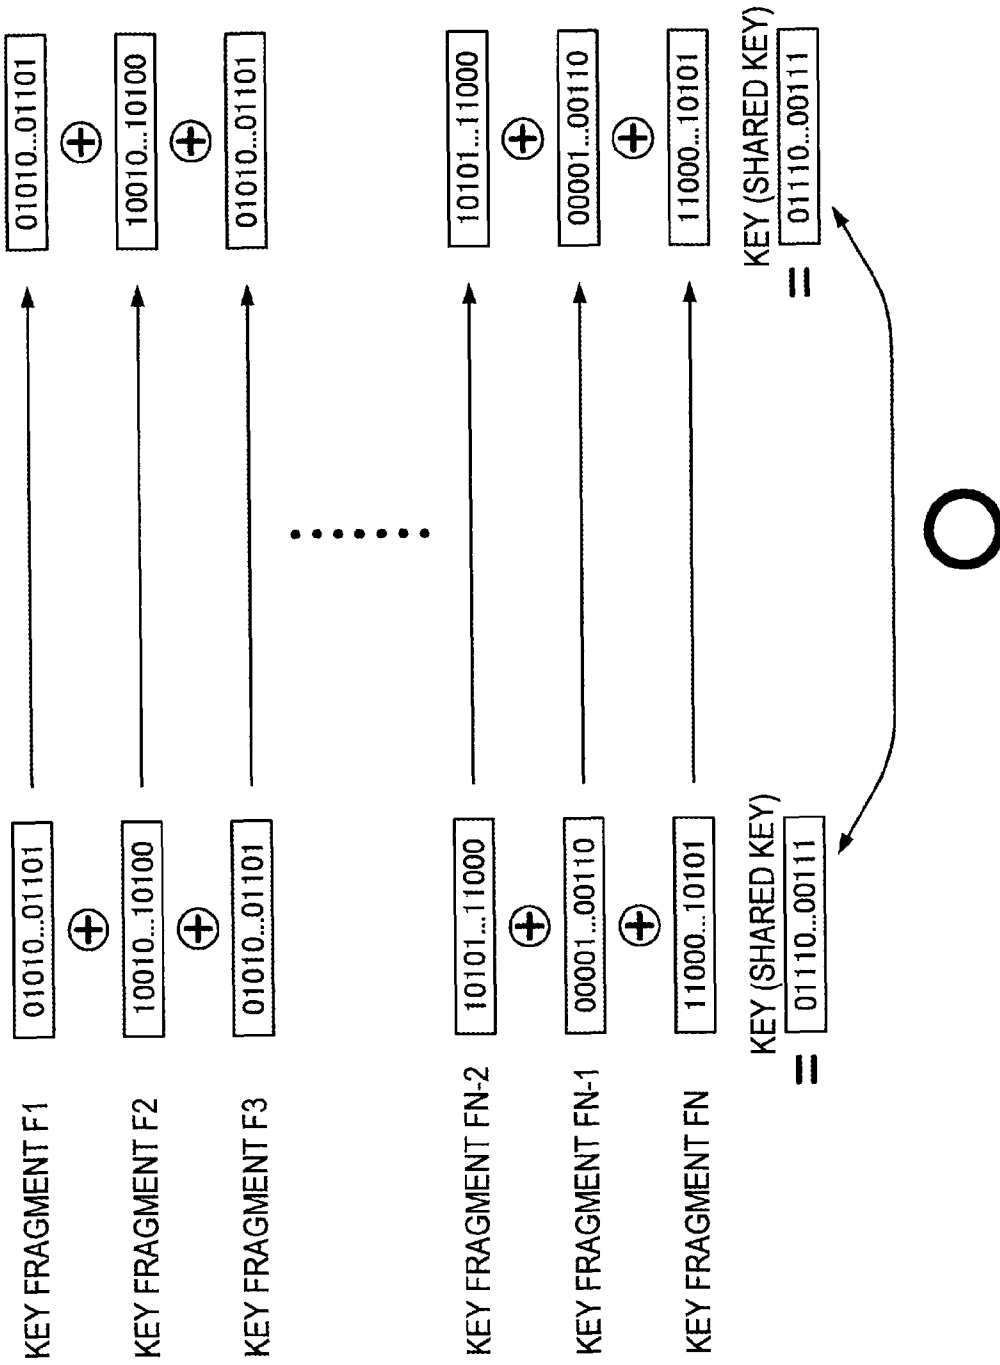 KEY FRAGMENT F1 01010...01101 01010...01101
⊕ ⊕
KEY FRAGMENT F2 10010...10100 10010...10100
⊕ ⊕
KEY FRAGMENT F3 01010...01101 01010...01101
.......
KEY FRAGMENT FN-2 10101...11000 10101...11000
⊕ ⊕
KEY FRAGMENT FN-1 00001...00110 00001...00110
⊕ ⊕
KEY FRAGMENT FN 11000...10101 11000...10101
KEY (SHARED KEY) KEY (SHARED KEY)
= 01110...00111 = 01110...00111